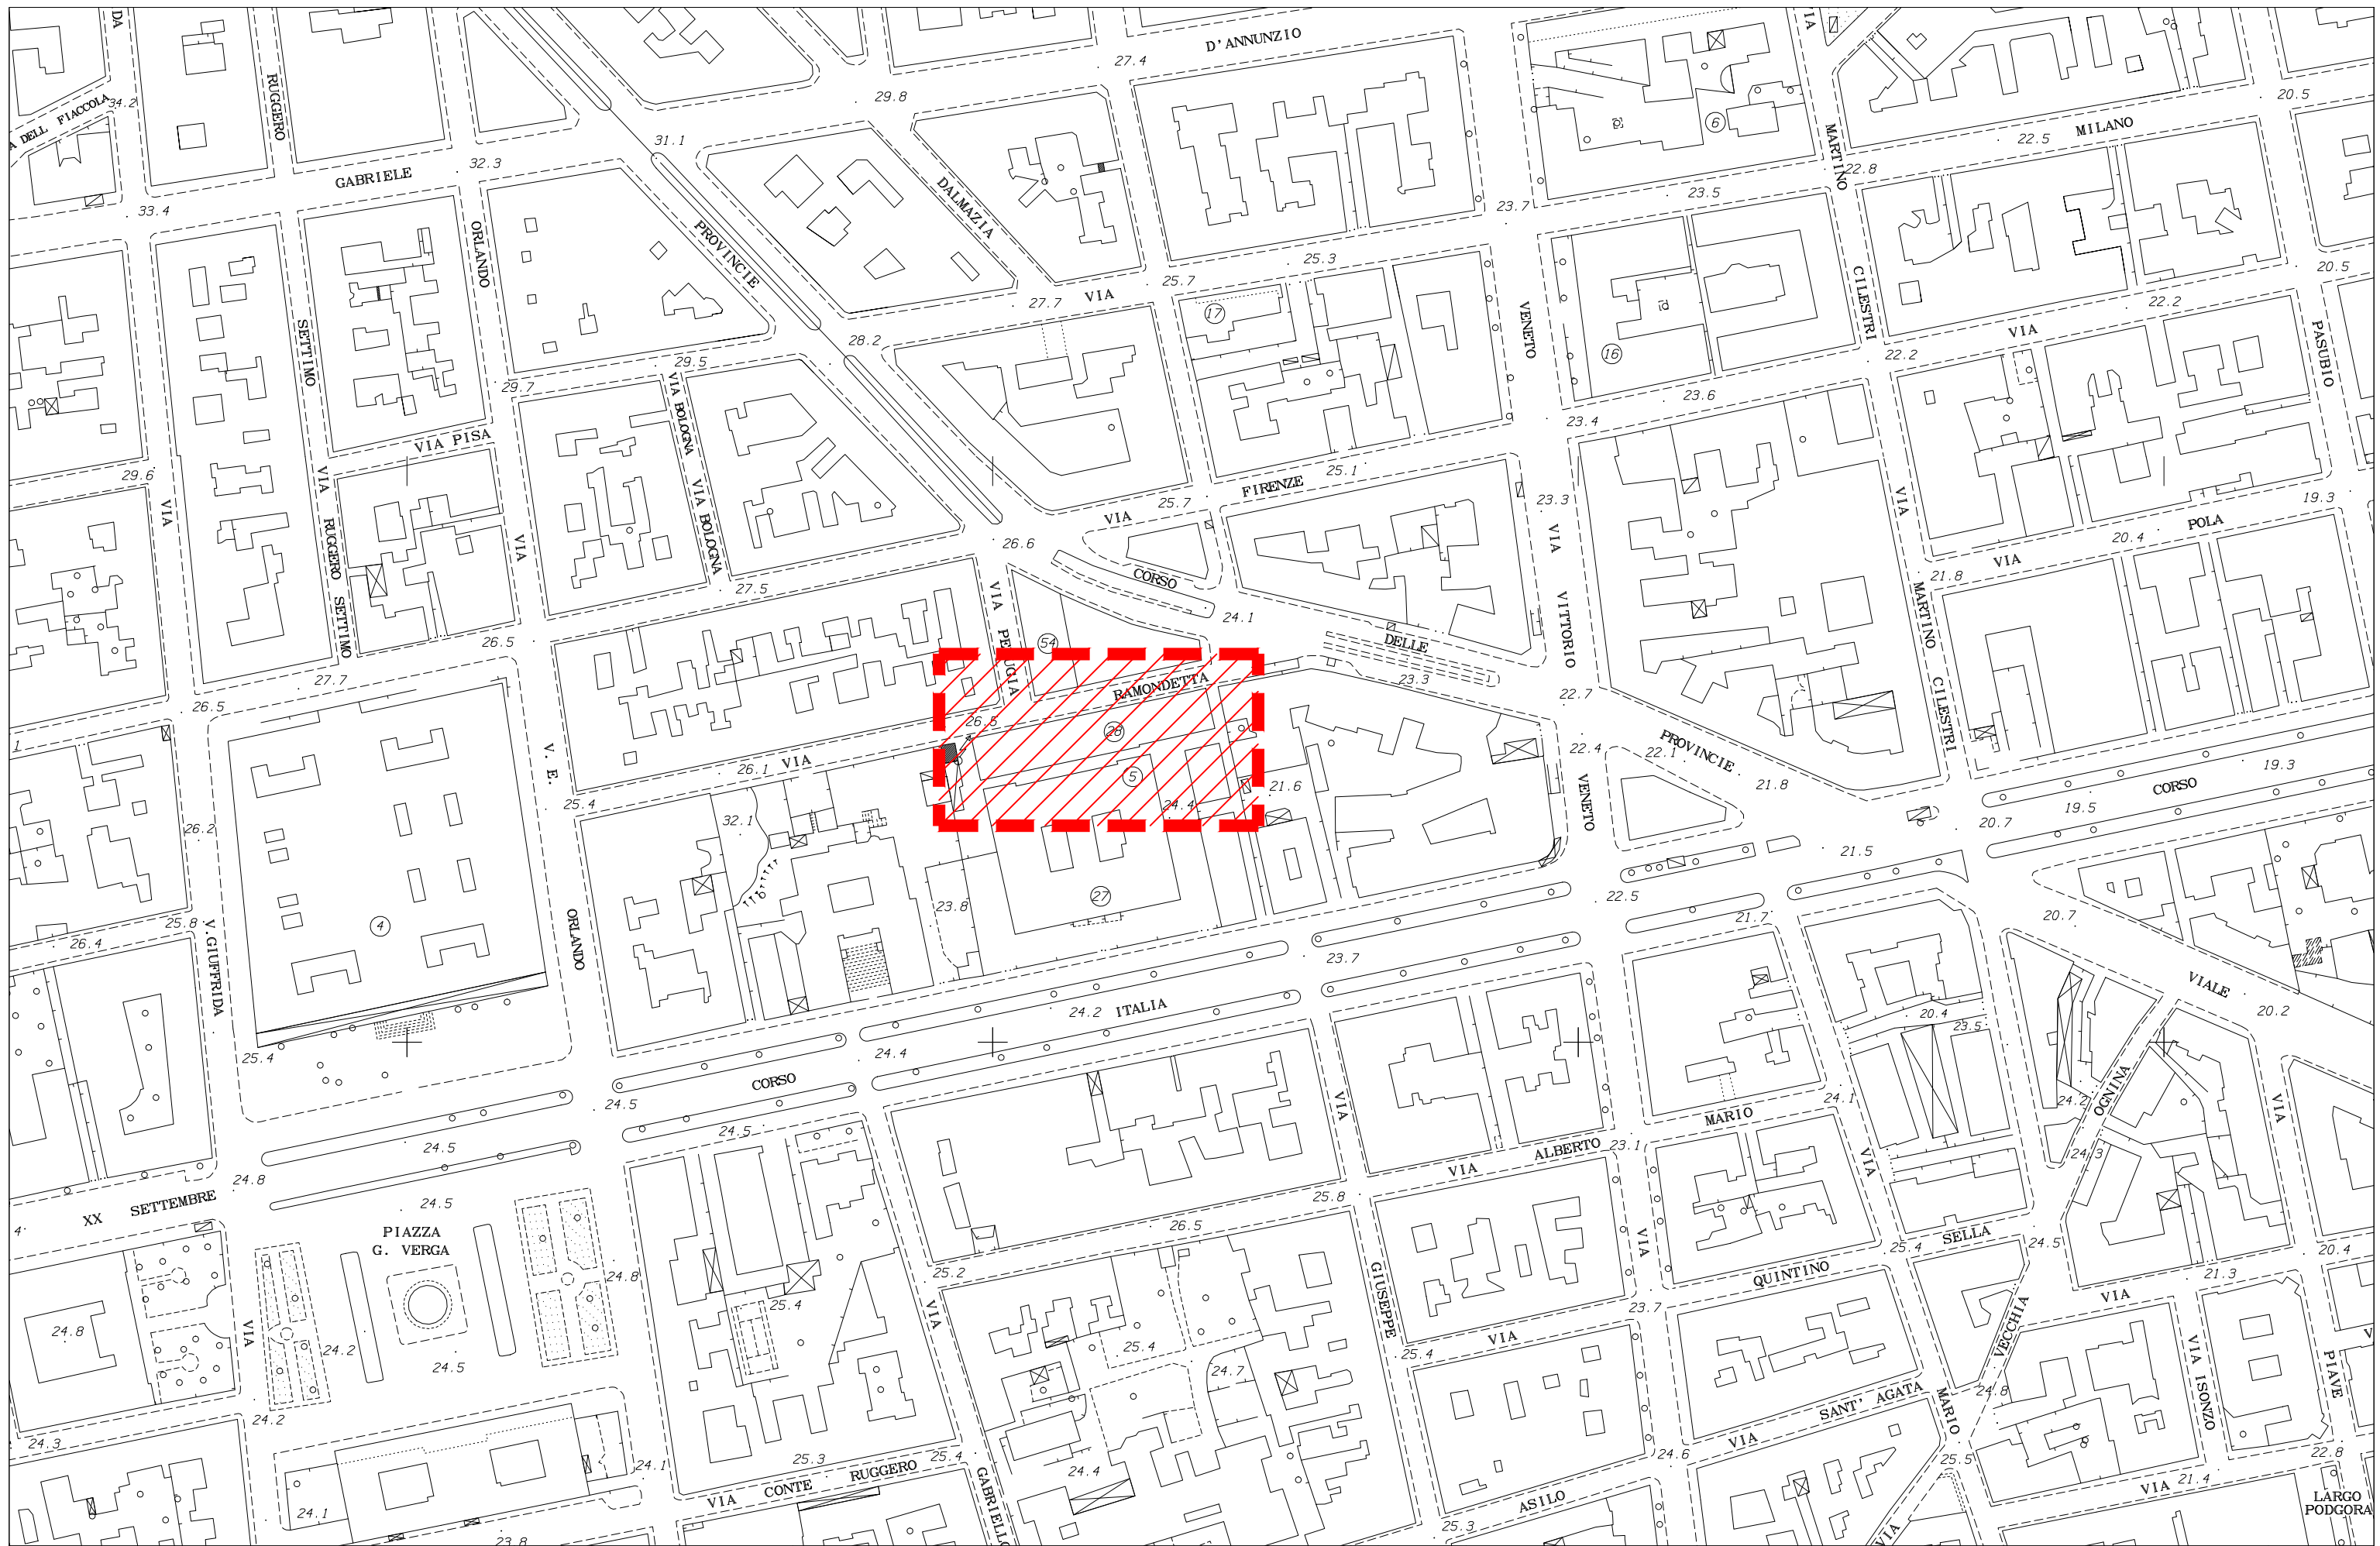 DA
RUGGERO
D'ANNUNZIO
27.4
VIA
A DELL FIACCOLA
34.2
29.8
20.5
6
MARTINO
MILANO
22.5
31.1
32.3
GABRIELE
22.8
33.4
DALMAZIA
23.5
23.7
ORLANDO
PROVINCIE
25.3
20.5
25.7
CILESTRI
27.7
VIA
22.2
17
VENETO
VIA
SETTIMO
28.2
16
PASUBIO
29.5
29.7
22.2
VIA BOLOGNA
23.6
23.4
VIA PISA
29.6
VIA
25.1
VIA
FIRENZE
VIA BOLOGNA
VIA
25.7
VIA
23.3
19.3
RUGGERO
VIA
VIA
POLA
20.4
26.6
VIA
CORSO
21.8
27.5
VIA
SETTIMO
VITTORIO
MARTINO
24.1
26.5
54
DELLE
PERUGIA
27.7
RAMONDETTA
23.3
22.7
CILESTRI
26.5
26.5
28
1
V. E.
PROVINCIE
22.4
22.1
26.1
VIA
5
19.3
21.6
21.8
CORSO
25.4
24.4
VENETO
19.5
32.1
26.2
20.7
21.5
27
22.5
23.8
4
21.7
20.7
25.8
26.4
V.GIUFFRIDA
ORLANDO
23.7
VIALE
24.2
ITALIA
20.2
20.4
23.5
25.4
24.4
CORSO
24.5
OGNINA
24.2
24.1
VIA
VIA
MARIO
24.5
24.5
23.1
ALBERTO
24.3
VIA
VIA
24.8
XX
SETTEMBRE
24.5
25.8
4
26.5
PIAZZA
G. VERGA
SELLA
24.5
VIA
25.4
20.4
24.8
25.2
QUINTINO
21.3
GIUSEPPE
VIA
25.4
23.7
24.8
VIA
VIA
VIA
24.2
25.4
VECCHIA
24.5
25.4
24.7
VIA ISONZO
PIAVE
V
24.8
SANT' AGATA
MARIO
24.2
VIA
24.3
24.6
22.8
25.3
25.4
25.5
24.1
RUGGERO
24.4
21.4
VIA
CONTE
VIA
GABRIELLO
ASILO
LARGO
PODGORA
24.1
25.3
VIA
23.8